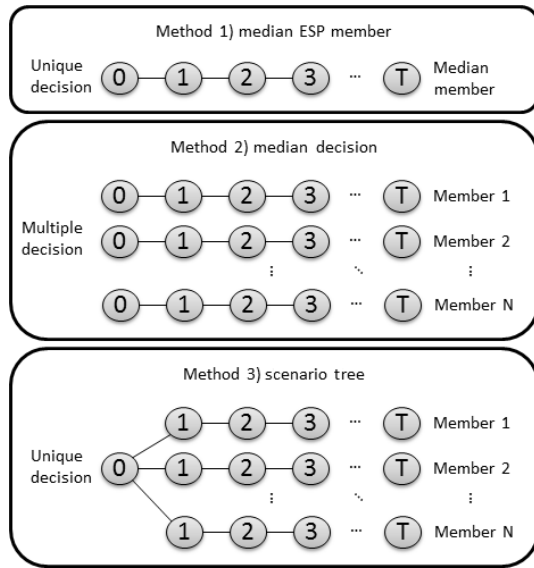 Method 1) median ESP member
Unique decision 0 1 2 3 ... T Median member
Method 2) median decision
0 1 2 3 ... T Member 1
Multiple decision
0 1 2 3 ... T Member 2
⋮ ⋱ ⋮
0 1 2 3 ... T Member N
Method 3) scenario tree
1 2 3 ... T Member 1
Unique decision
0 1 2 3 ... T Member 2
⋮ ⋱ ⋮
1 2 3 ... T Member N